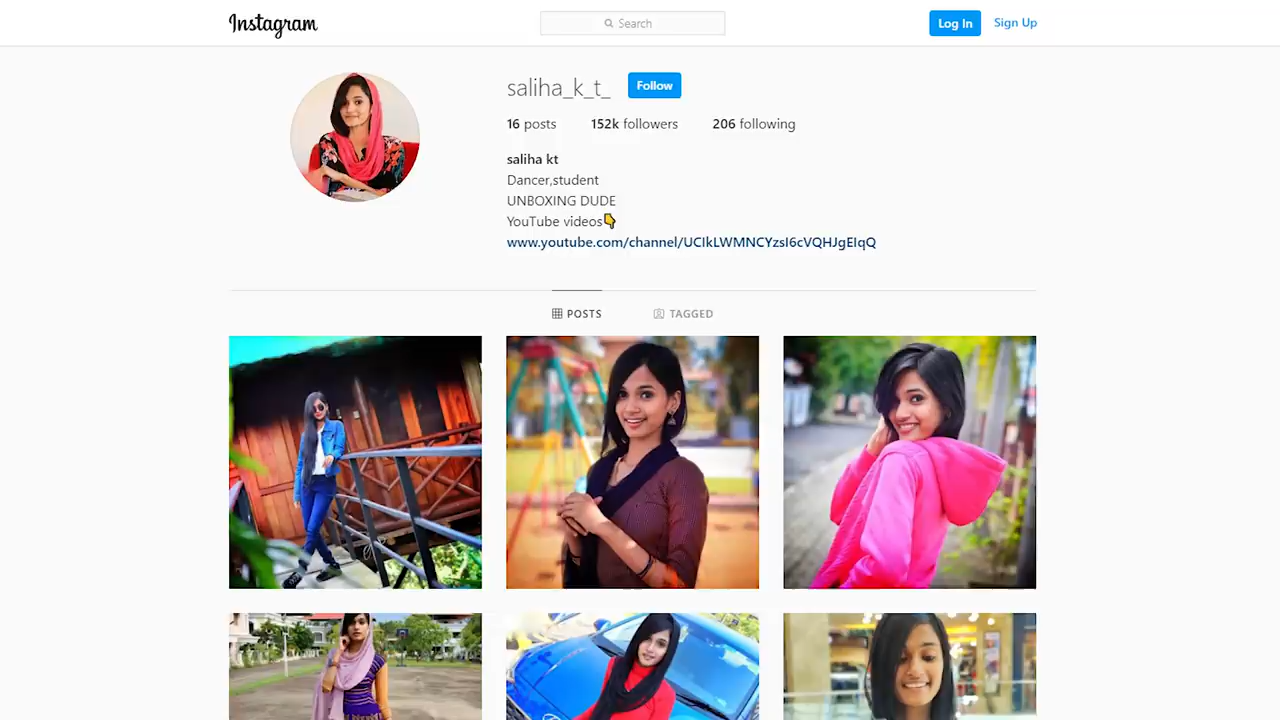 Instagram
Search
Log In
Sign Up
saliha_k_t_
Follow
16 posts 152k followers 206 following
saliha kt
Dancer,student
UNBOXING DUDE
YouTube videos👇
www.youtube.com/channel/UCIkLWMNCYzsI6cVQHJgEIqQ
POSTS
TAGGED